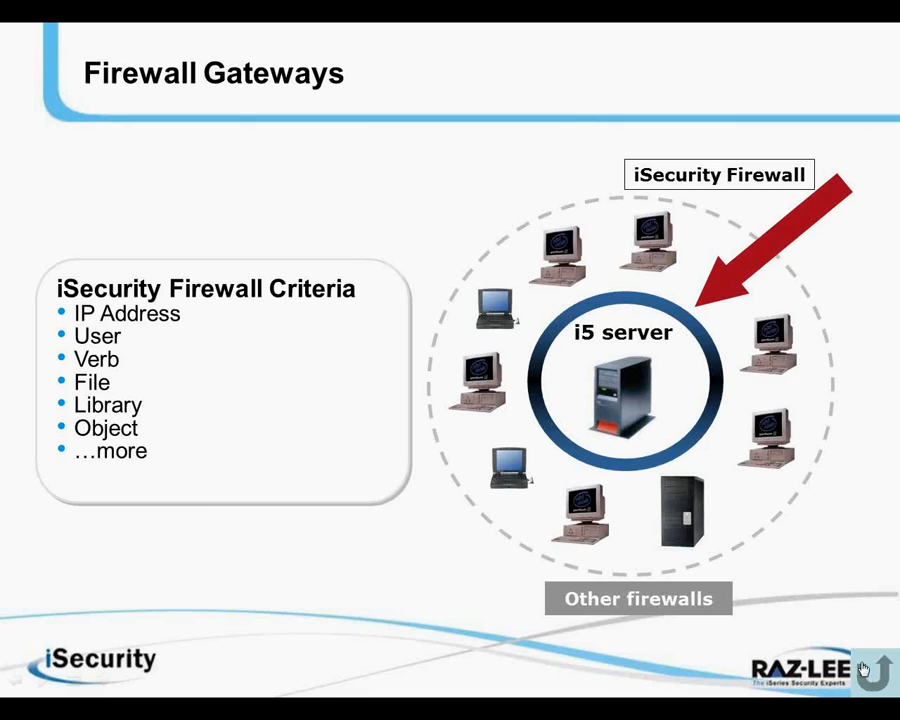 Firewall Gateways
iSecurity Firewall
iSecurity Firewall Criteria
• IP Address
• User
• Verb
• File
• Library
• Object
• …more
i5 server
Other firewalls
iSecurity
RAZ-LEE
The iSeries Security Experts